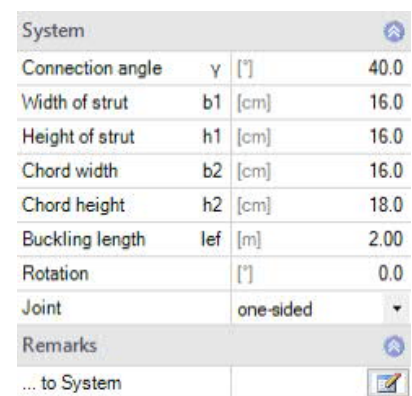 System
Connection angle γ [°] 40.0
Width of strut b1 [cm] 16.0
Height of strut h1 [cm] 16.0
Chord width b2 [cm] 16.0
Chord height h2 [cm] 18.0
Buckling length lef [m] 2.00
Rotation [°] 0.0
Joint one-sided
Remarks
... to System